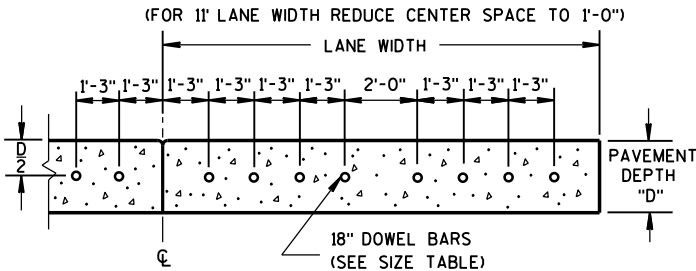 (FOR 11' LANE WIDTH REDUCE CENTER SPACE TO 1'-0")
LANE WIDTH
1'-3" 1'-3" 1'-3" 1'-3" 1'-3" 2'-0" 1'-3" 1'-3" 1'-3"
D
2
PAVEMENT
DEPTH
"D"
18" DOWEL BARS
(SEE SIZE TABLE)
℄